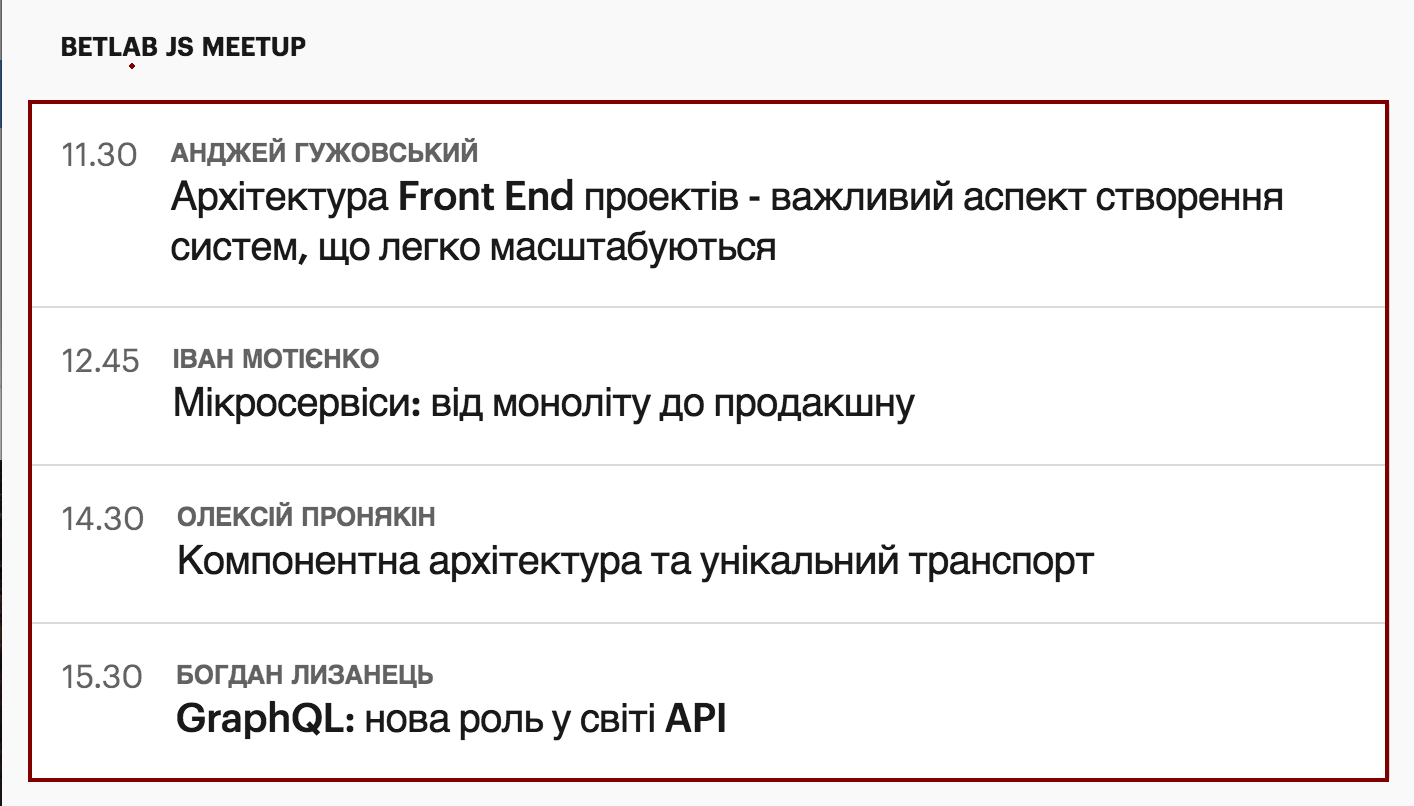 BETLAB JS MEETUP
11.30 АНДЖЕЙ ГУЖОВСЬКИЙ
Архітектура Front End проектів - важливий аспект створення
систем, що легко масштабуються
12.45 ІВАН МОТІЄНКО
Мікросервіси: від моноліту до продакшну
14.30 ОЛЕКСІЙ ПРОНЯКІН
Компонентна архітектура та унікальний транспорт
15.30 БОГДАН ЛИЗАНЕЦЬ
GraphQL: нова роль у світі API